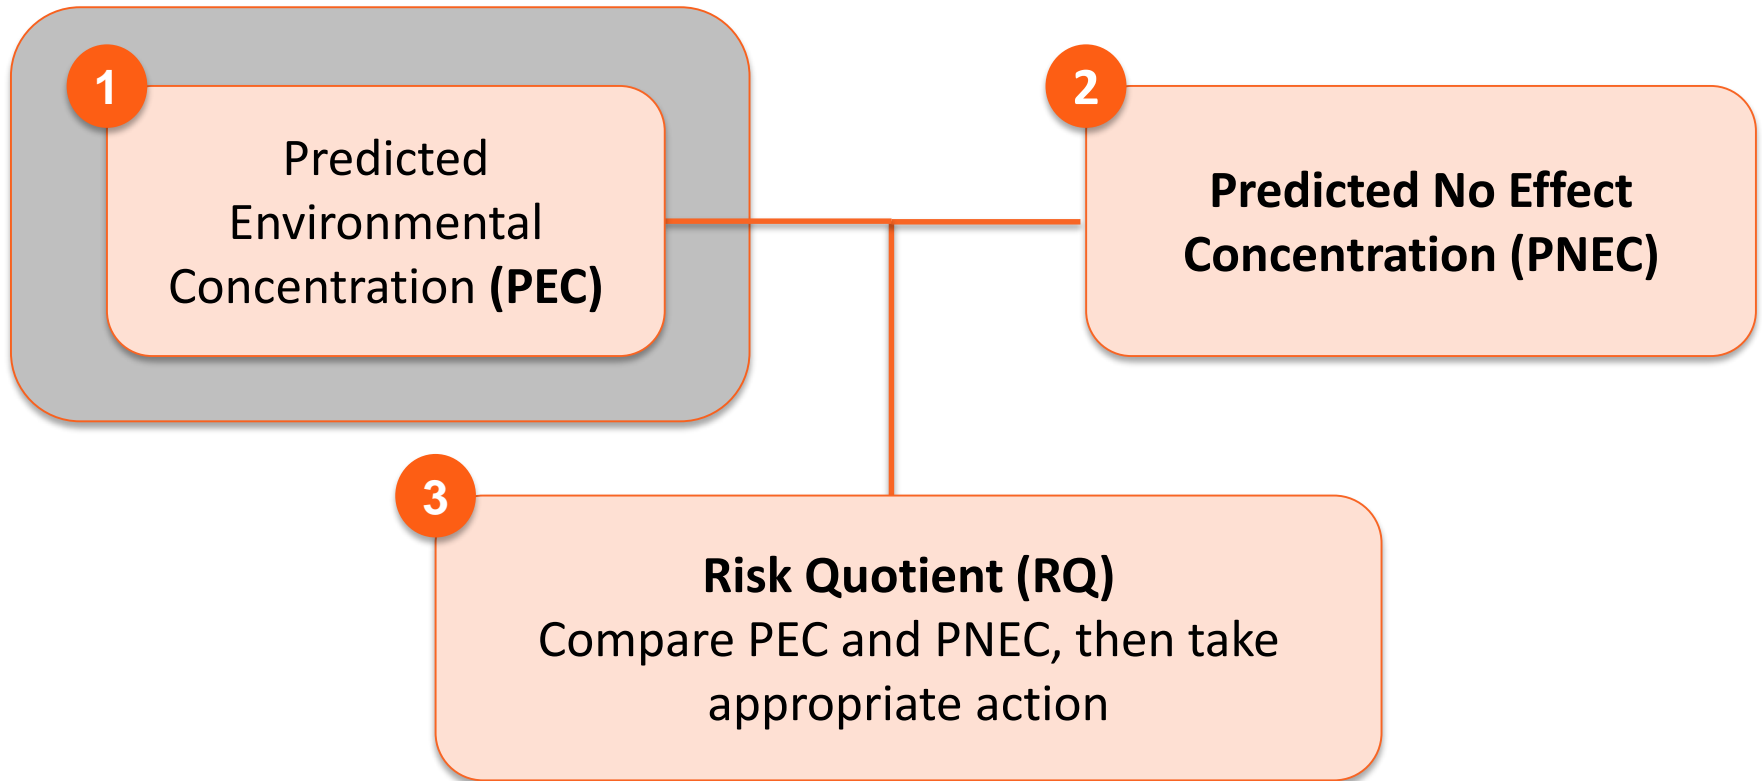 1
Predicted
Environmental
Concentration (PEC)
2
Predicted No Effect
Concentration (PNEC)
3
Risk Quotient (RQ)
Compare PEC and PNEC, then take
appropriate action